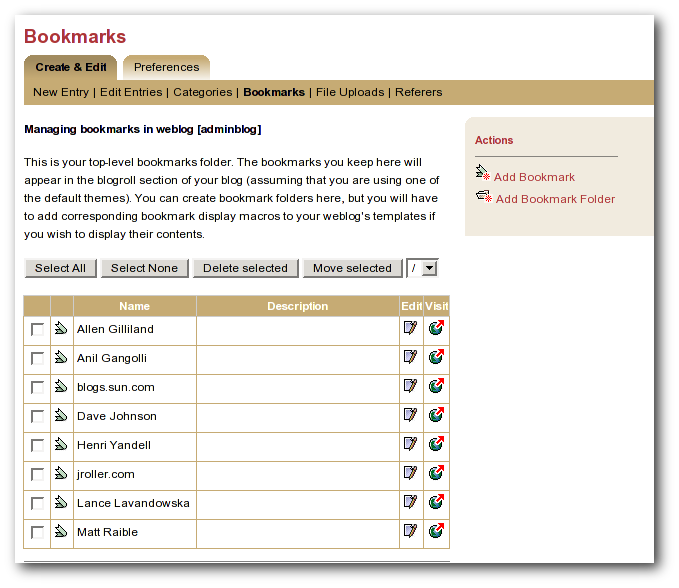 Bookmarks
Create & Edit Preferences
New Entry | Edit Entries | Categories | Bookmarks | File Uploads | Referers
Managing bookmarks in weblog [adminblog]
This is your top-level bookmarks folder. The bookmarks you keep here will
appear in the blogroll section of your blog (assuming that you are using one of
the default themes). You can create bookmark folders here, but you will have
to add corresponding bookmark display macros to your weblog's templates if
you wish to display their contents.
Actions
Add Bookmark
Add Bookmark Folder
Select All Select None Delete selected Move selected /
Name Description Edit Visit
Allen Gilliland
Anil Gangolli
blogs.sun.com
Dave Johnson
Henri Yandell
jroller.com
Lance Lavandowska
Matt Raible